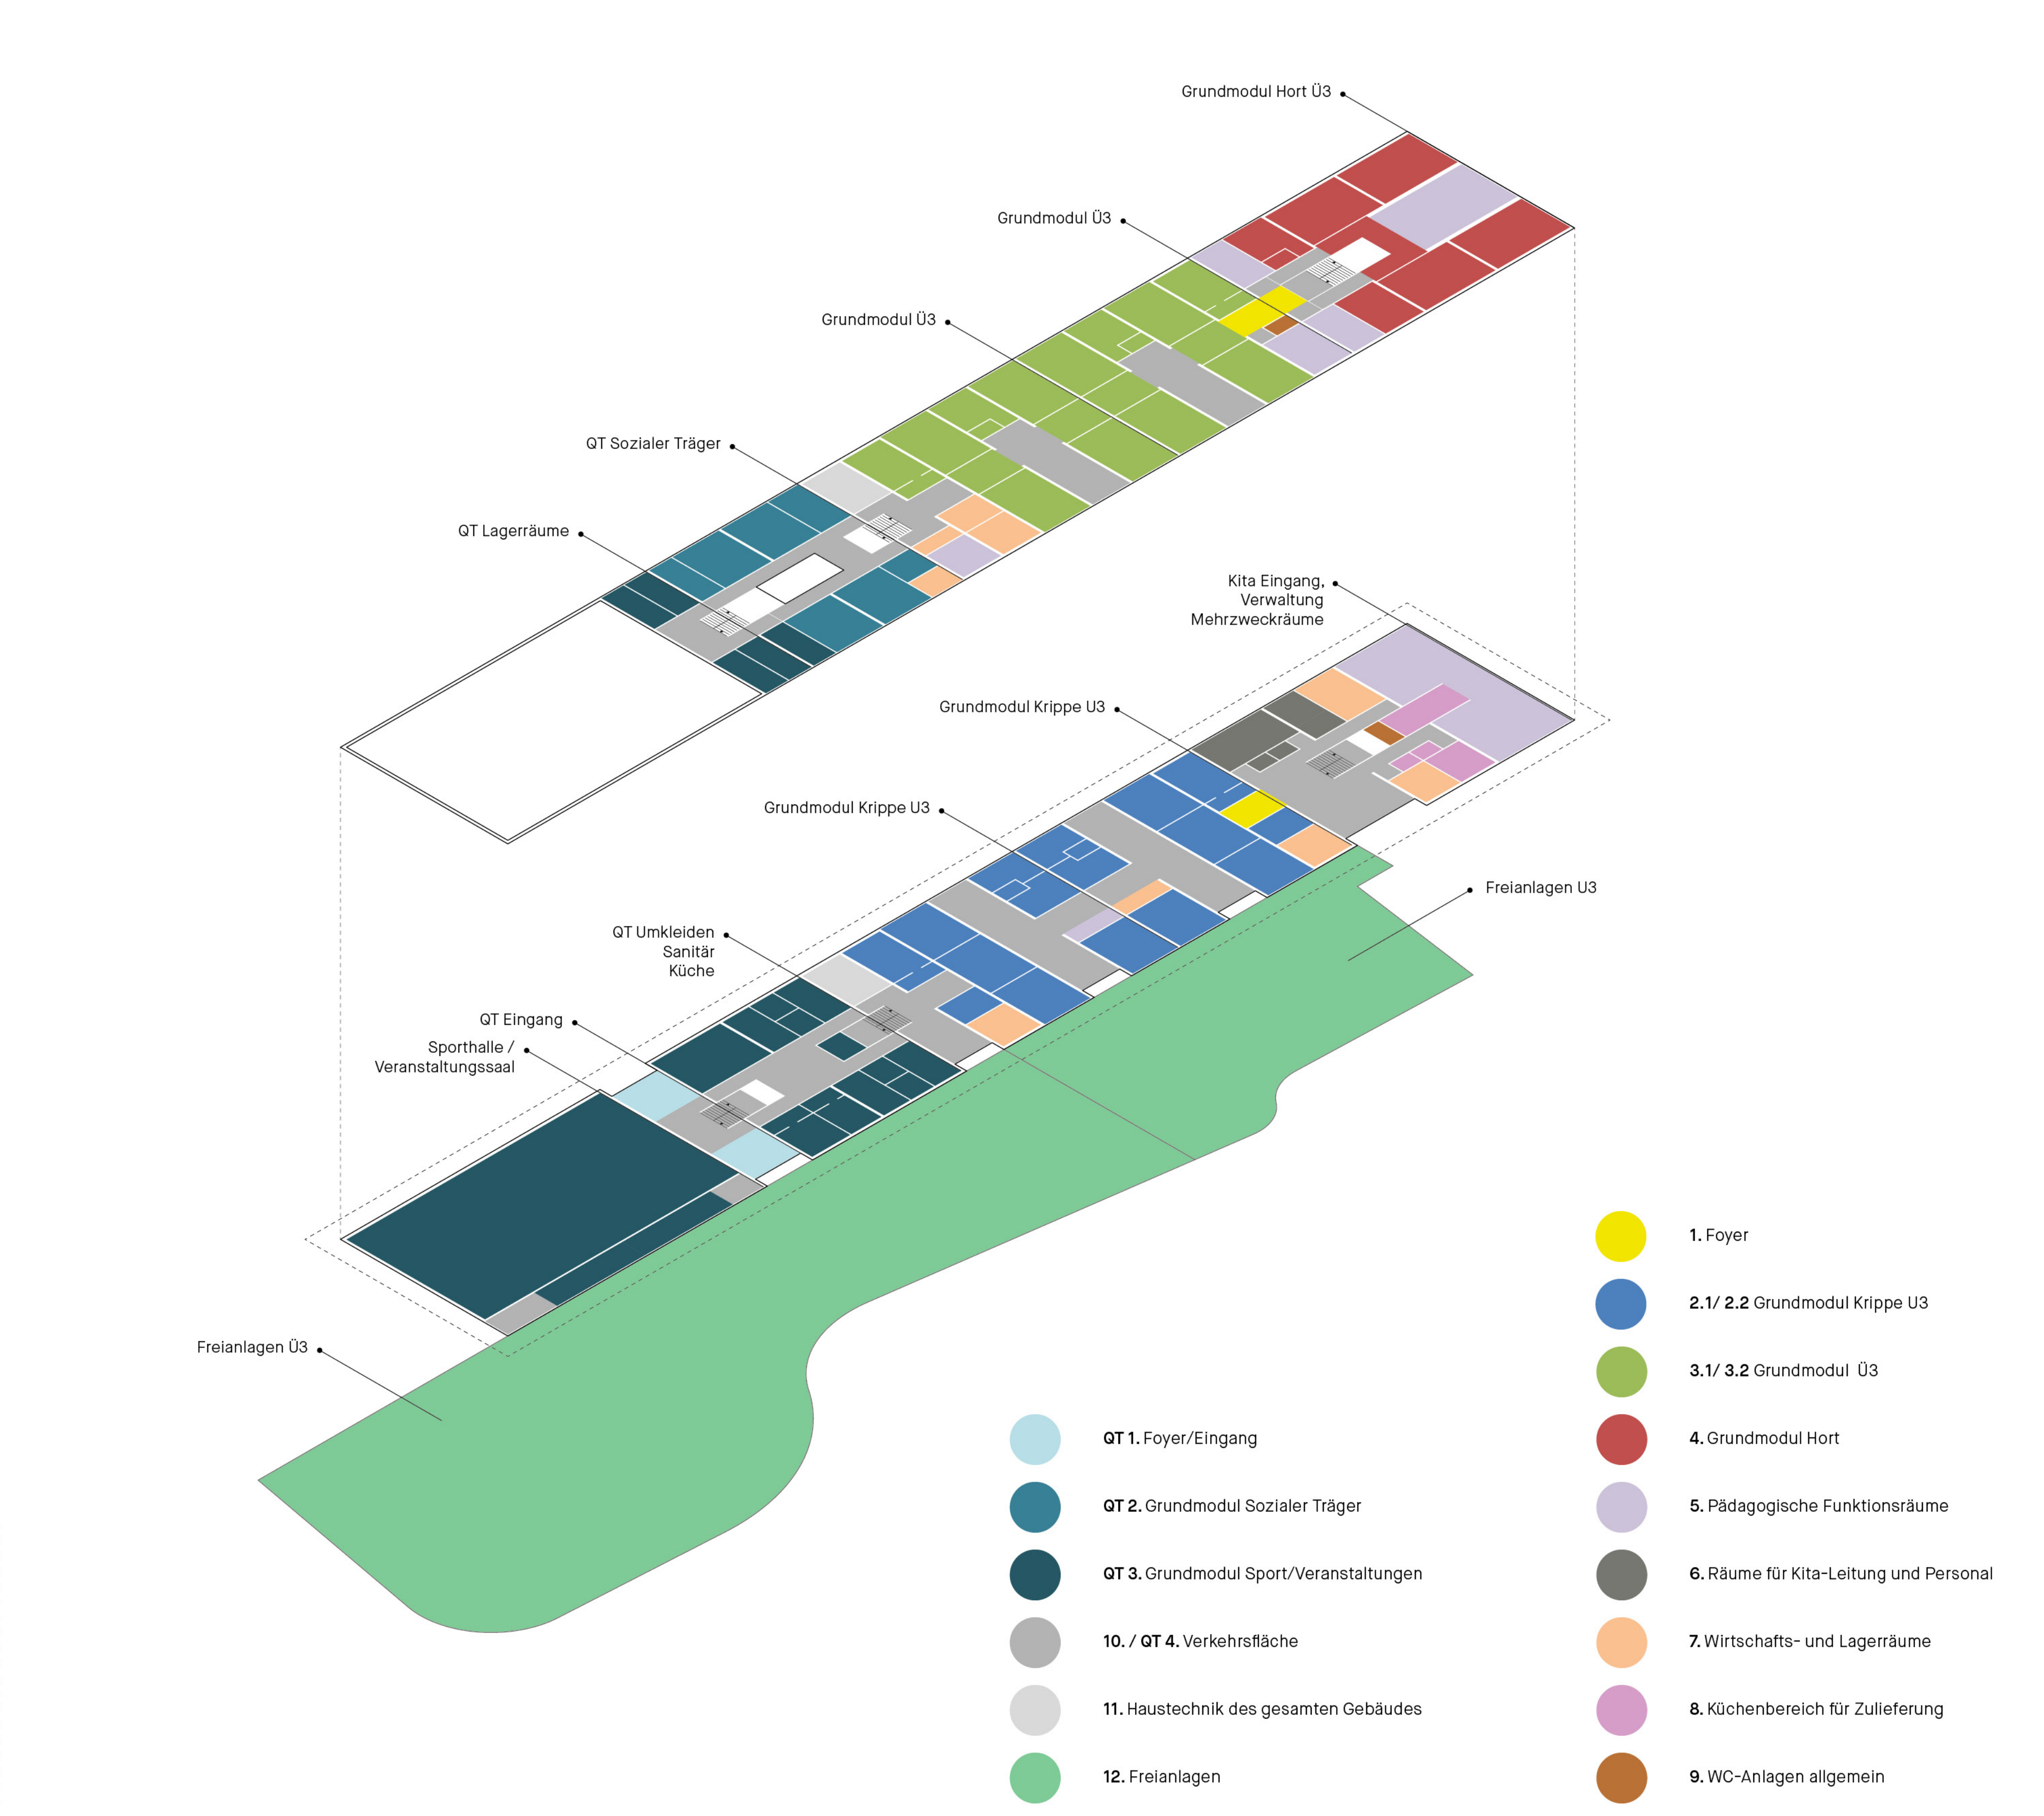 Grundmodul Hort Ü3
Grundmodul Ü3
Grundmodul Ü3
QT Sozialer Träger
QT Lagerräume
Kita Eingang,
Verwaltung
Mehrzweckräume
Grundmodul Krippe U3
Grundmodul Krippe U3
Freianlagen U3
QT Umkleiden
Sanitär
Küche
QT Eingang
Sporthalle /
Veranstaltungssaal
Freianlagen Ü3
QT 1. Foyer/Eingang
QT 2. Grundmodul Sozialer Träger
QT 3. Grundmodul Sport/Veranstaltungen
10. / QT 4. Verkehrsfläche
11. Haustechnik des gesamten Gebäudes
12. Freianlagen
1. Foyer
2.1/ 2.2 Grundmodul Krippe U3
3.1/ 3.2 Grundmodul Ü3
4. Grundmodul Hort
5. Pädagogische Funktionsräume
6. Räume für Kita-Leitung und Personal
7. Wirtschafts- und Lagerräume
8. Küchenbereich für Zulieferung
9. WC-Anlagen allgemein